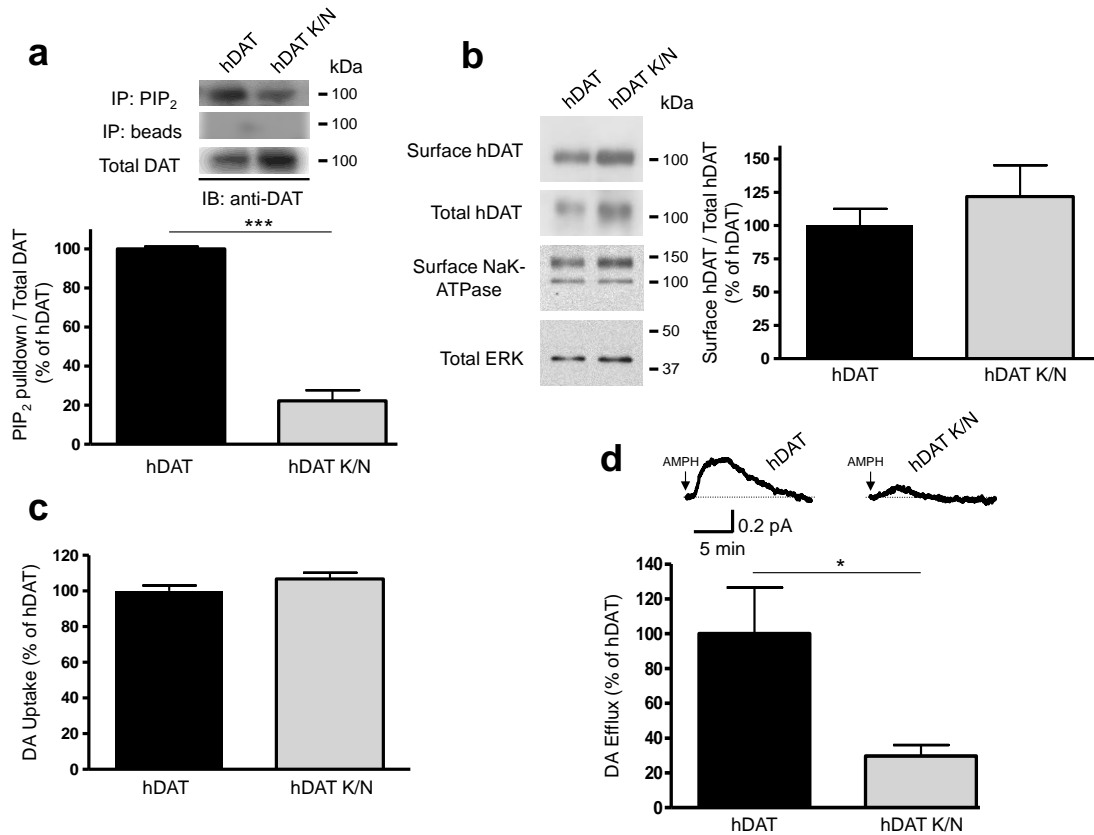 a
hDAT
hDAT K/N
kDa
IP: PIP₂
100
IP: beads
100
Total DAT
100
IB: anti-DAT
***
PIP₂ pulldown / Total DAT
(% of hDAT)
100
80
60
40
20
0
hDAT
hDAT K/N
b
hDAT
hDAT K/N
kDa
Surface hDAT
100
Total hDAT
100
Surface NaK-
ATPase
150
100
Total ERK
50
37
Surface hDAT / Total hDAT
(% of hDAT)
150
125
100
75
50
25
0
hDAT
hDAT K/N
c
DA Uptake (% of hDAT)
120
100
80
60
40
20
0
hDAT
hDAT K/N
d
AMPH
hDAT
AMPH
hDAT K/N
0.2 pA
5 min
*
DA Efflux (% of hDAT)
140
120
100
80
60
40
20
0
hDAT
hDAT K/N